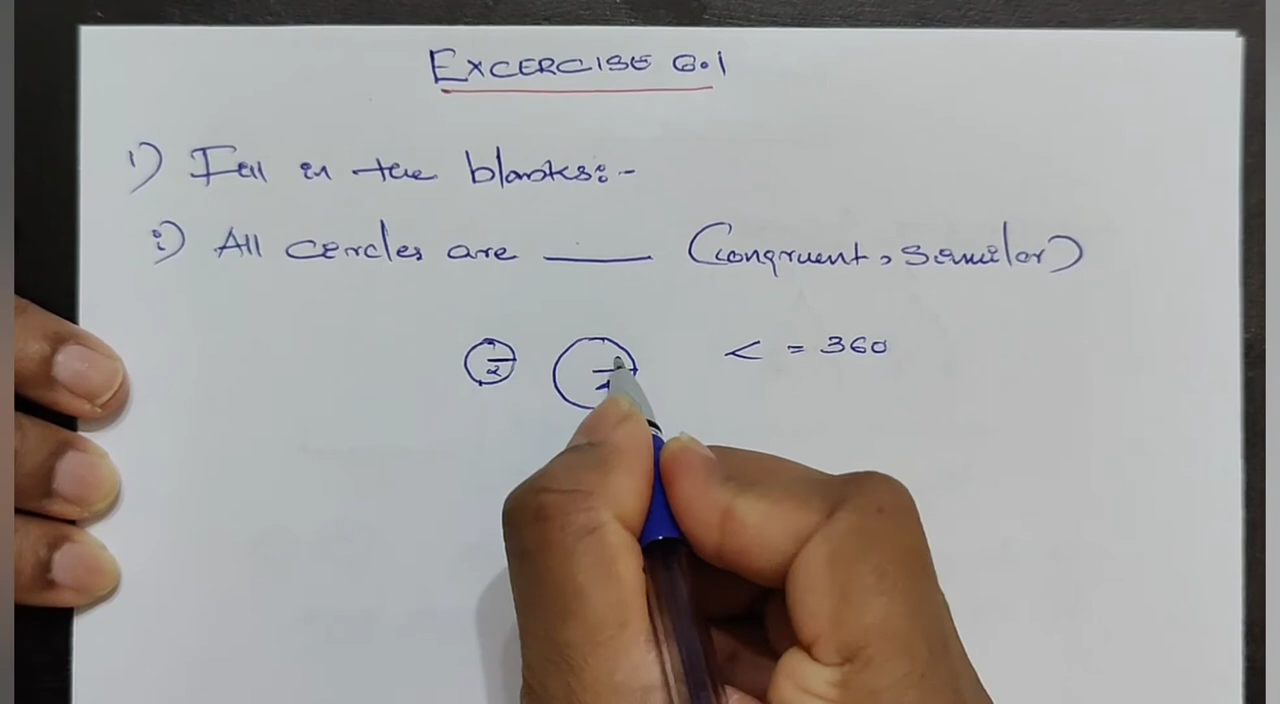 EXCERCISE 6.1
1) Fill in the blanks:-
i) All circles are ____ (congruent, similar)
2
< = 360